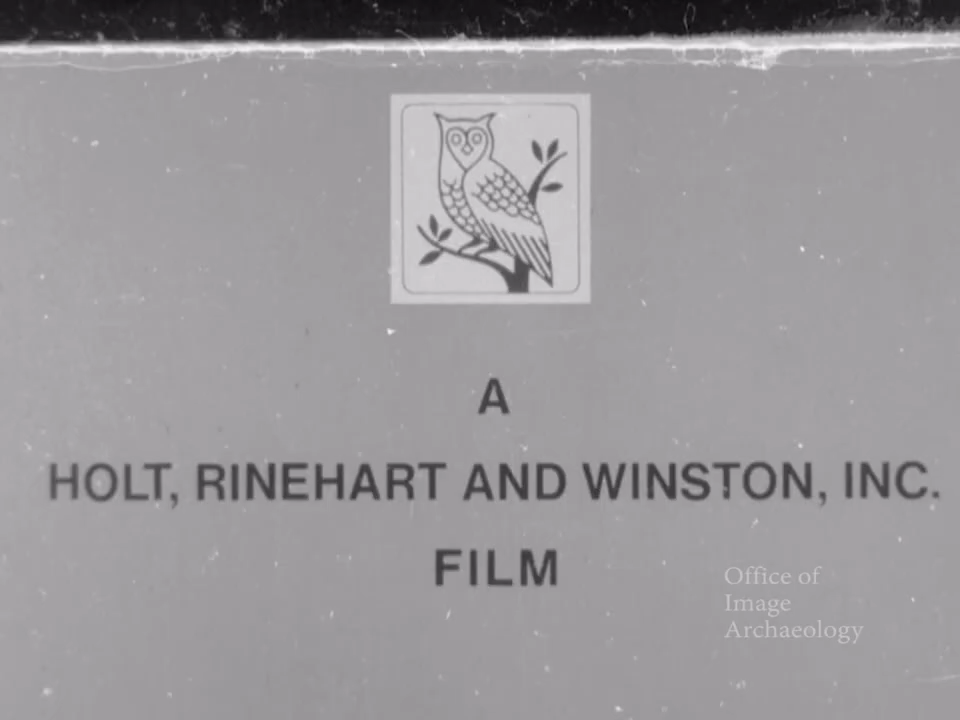 A
HOLT, RINEHART AND WINSTON, INC.
FILM
Office of
Image
Archaeology